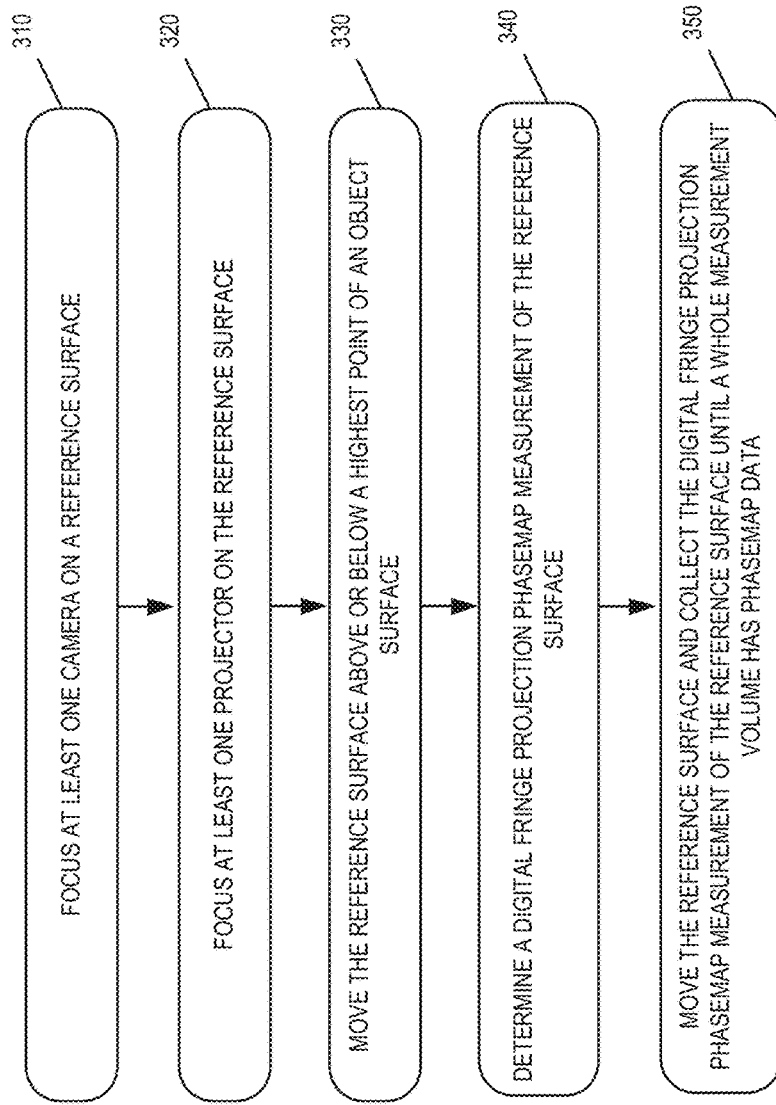 310
FOCUS AT LEAST ONE CAMERA ON A REFERENCE SURFACE
320
FOCUS AT LEAST ONE PROJECTOR ON THE REFERENCE SURFACE
330
MOVE THE REFERENCE SURFACE ABOVE OR BELOW A HIGHEST POINT OF AN OBJECT
SURFACE
340
DETERMINE A DIGITAL FRINGE PROJECTION PHASEMAP MEASUREMENT OF THE REFERENCE
SURFACE
350
MOVE THE REFERENCE SURFACE AND COLLECT THE DIGITAL FRINGE PROJECTION
PHASEMAP MEASUREMENT OF THE REFERENCE SURFACE UNTIL A WHOLE MEASUREMENT
VOLUME HAS PHASEMAP DATA